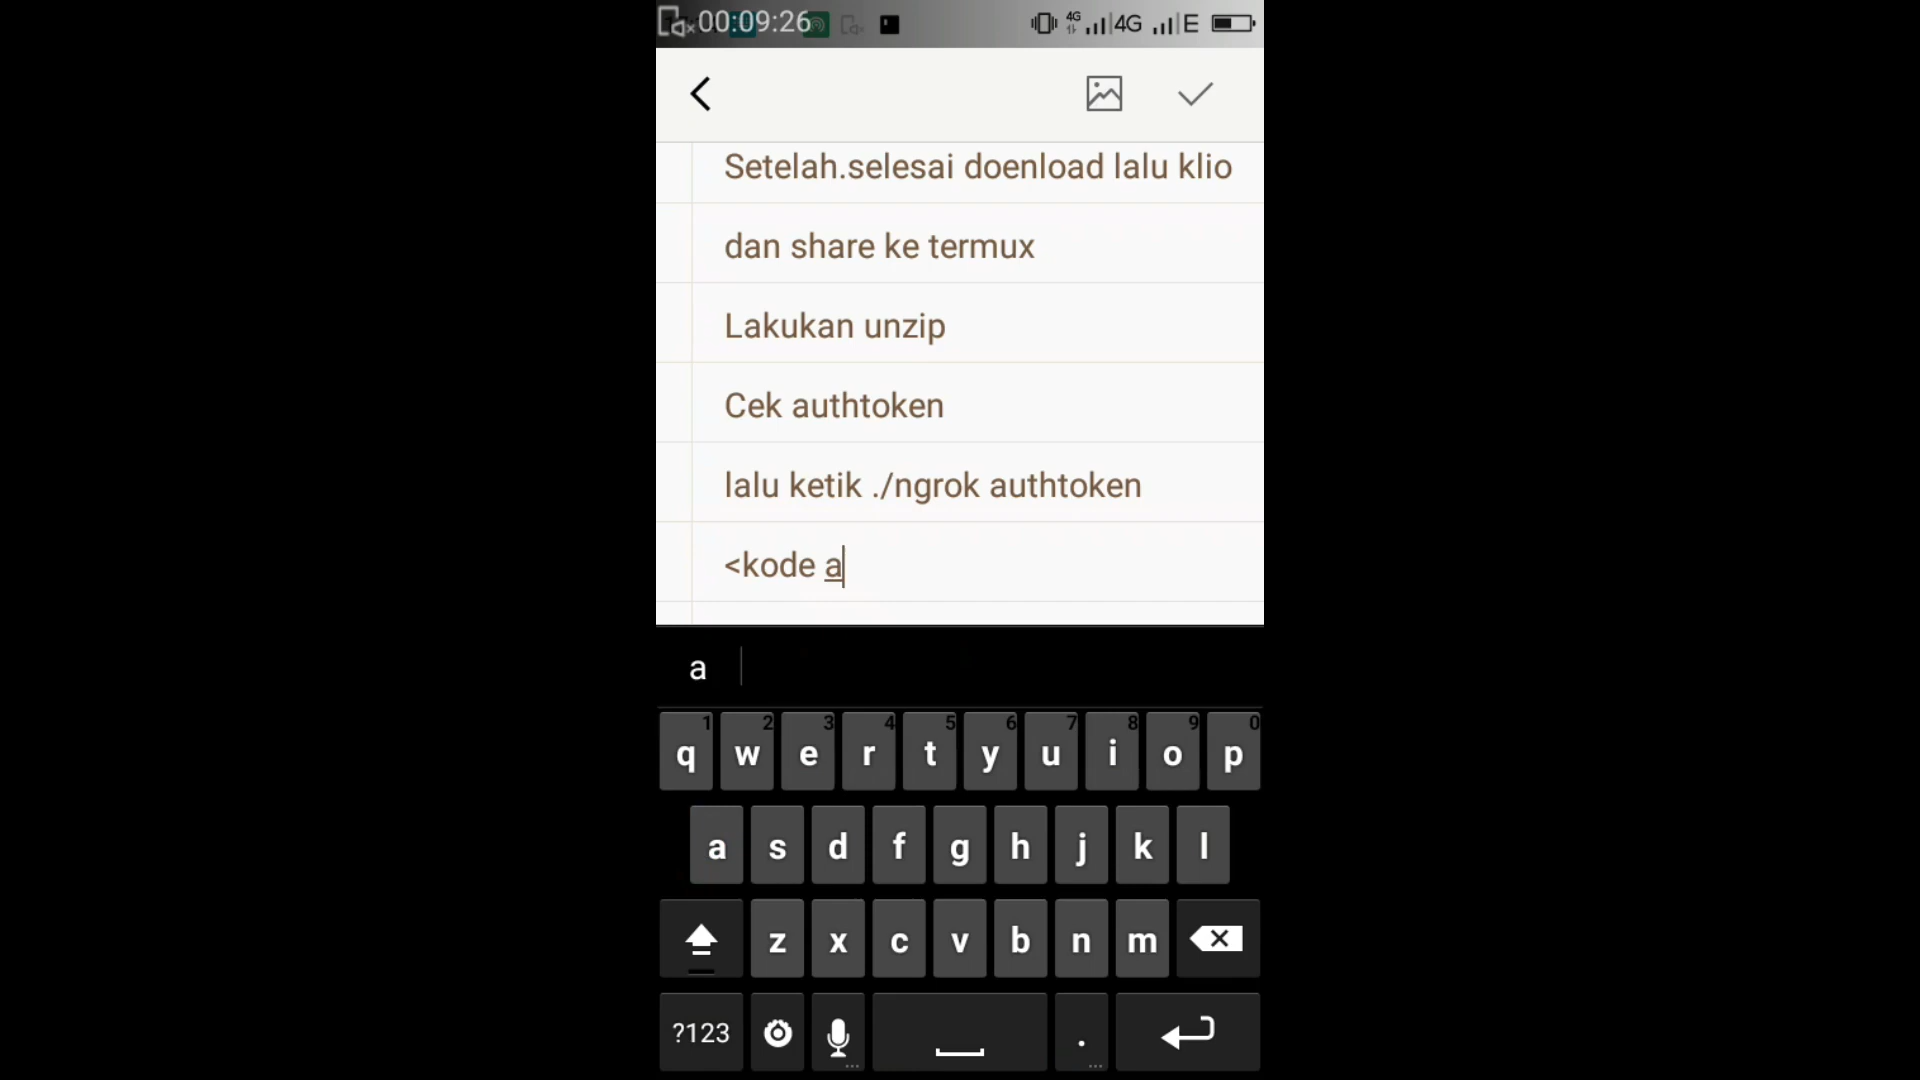 00:09:26
4G 4G E
Setelah.selesai doenload lalu klio
dan share ke termux
Lakukan unzip
Cek authtoken
lalu ketik ./ngrok authtoken
<kode a
a
1 2 3 4 5 6 7 8 9 0
q w e r t y u i o p
a s d f g h j k l
z x c v b n m
?123 . ...